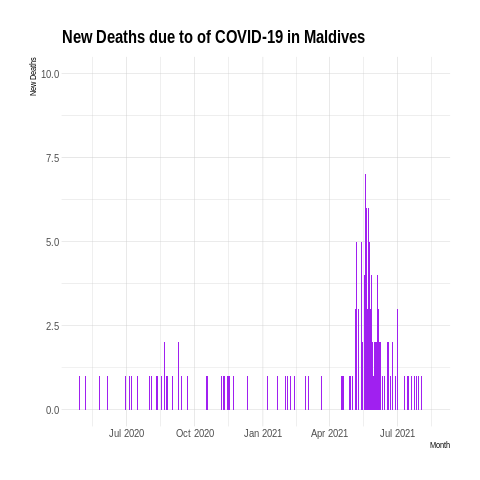 New Deaths due to of COVID-19 in Maldives
New Deaths
10.0
7.5
5.0
2.5
0.0
Jul 2020 Oct 2020 Jan 2021 Apr 2021 Jul 2021
Month